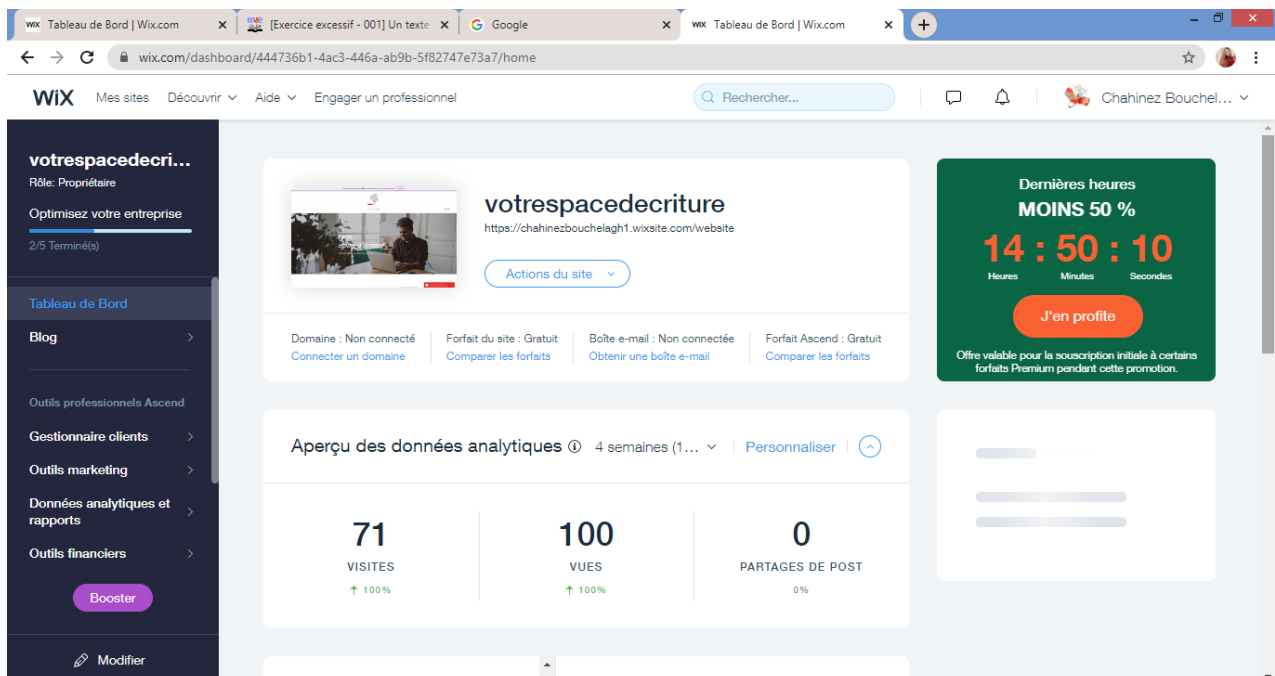 Tableau de Bord | Wix.com
[Exercice excessif - 001] Un texte
Google
Tableau de Bord | Wix.com
wix.com/dashboard/444736b1-4ac3-446a-ab9b-5f82747e73a7/home
WiX Mes sites Découvrir Aide Engager un professionnel
Rechercher...
Chahinez Bouchel...
votrespacedecri...
Rôle: Propriétaire
Optimisez votre entreprise
2/5 Terminé(s)
Tableau de Bord
Blog
Outils professionnels Ascend
Gestionnaire clients
Outils marketing
Données analytiques et
rapports
Outils financiers
Booster
Modifier
votrespacedecriture
https://chahinezbouchelagh1.wixsite.com/website
Actions du site
Domaine : Non connecté
Connecter un domaine
Forfait du site : Gratuit
Comparer les forfaits
Boîte e-mail : Non connectée
Obtenir une boîte e-mail
Forfait Ascend : Gratuit
Comparer les forfaits
Aperçu des données analytiques 4 semaines (1... Personnaliser
71
VISITES
100%
100
VUES
100%
0
PARTAGES DE POST
0%
Dernières heures
MOINS 50 %
14 : 50 : 10
Heures Minutes Secondes
J'en profite
Offre valable pour la souscription initiale à certains
forfaits Premium pendant cette promotion.